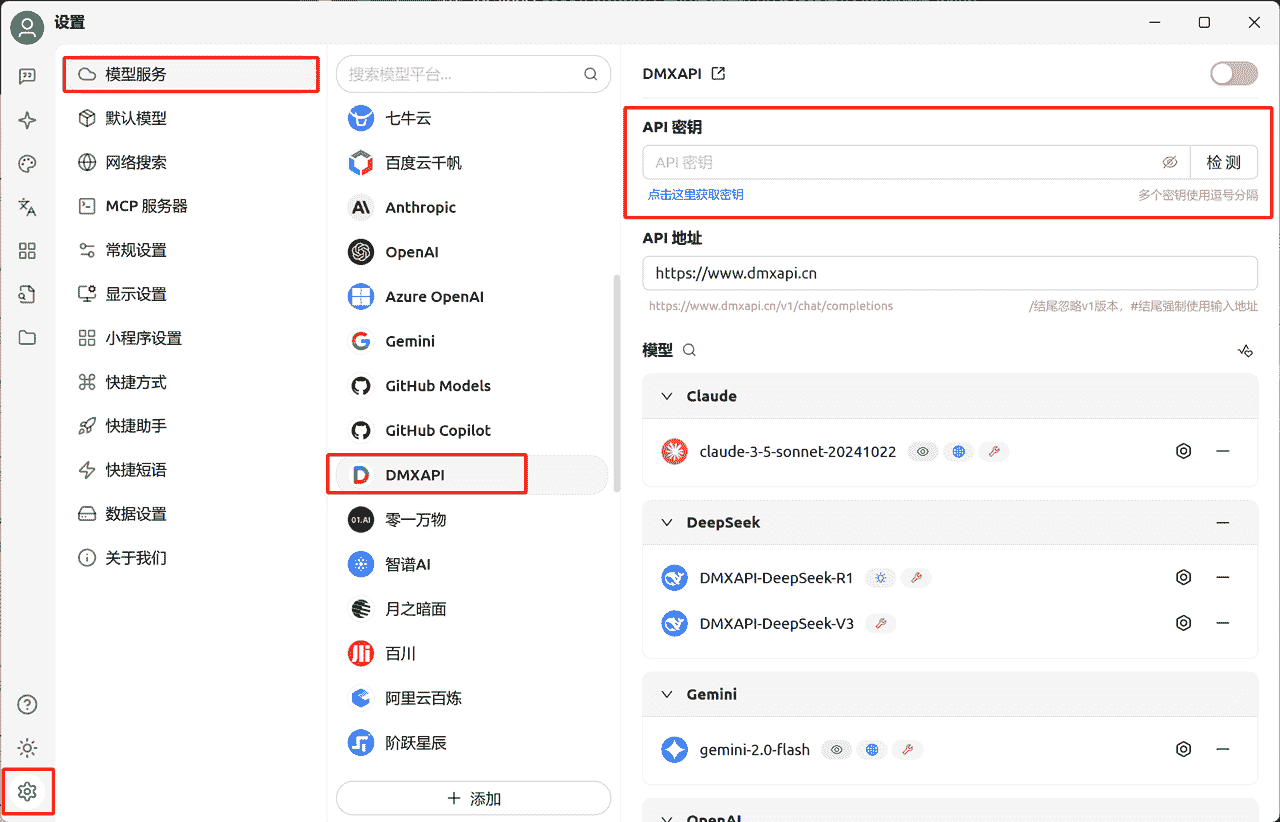 设置
模型服务
默认模型
网络搜索
MCP 服务器
常规设置
显示设置
小程序设置
快捷方式
快捷助手
快捷短语
数据设置
关于我们
搜索模型平台...
七牛云
百度云千帆
Anthropic
OpenAI
Azure OpenAI
Gemini
GitHub Models
GitHub Copilot
DMXAPI
零一万物
智谱AI
月之暗面
百川
阿里云百炼
阶跃星辰
添加
DMXAPI
API 密钥
API 密钥 检 测
点击这里获取密钥 多个密钥使用逗号分隔
API 地址
https://www.dmxapi.cn
https://www.dmxapi.cn/v1/chat/completions /结尾忽略v1版本，#结尾强制使用输入地址
模型
Claude
claude-3-5-sonnet-20241022
DeepSeek
DMXAPI-DeepSeek-R1
DMXAPI-DeepSeek-V3
Gemini
gemini-2.0-flash
OpenAI